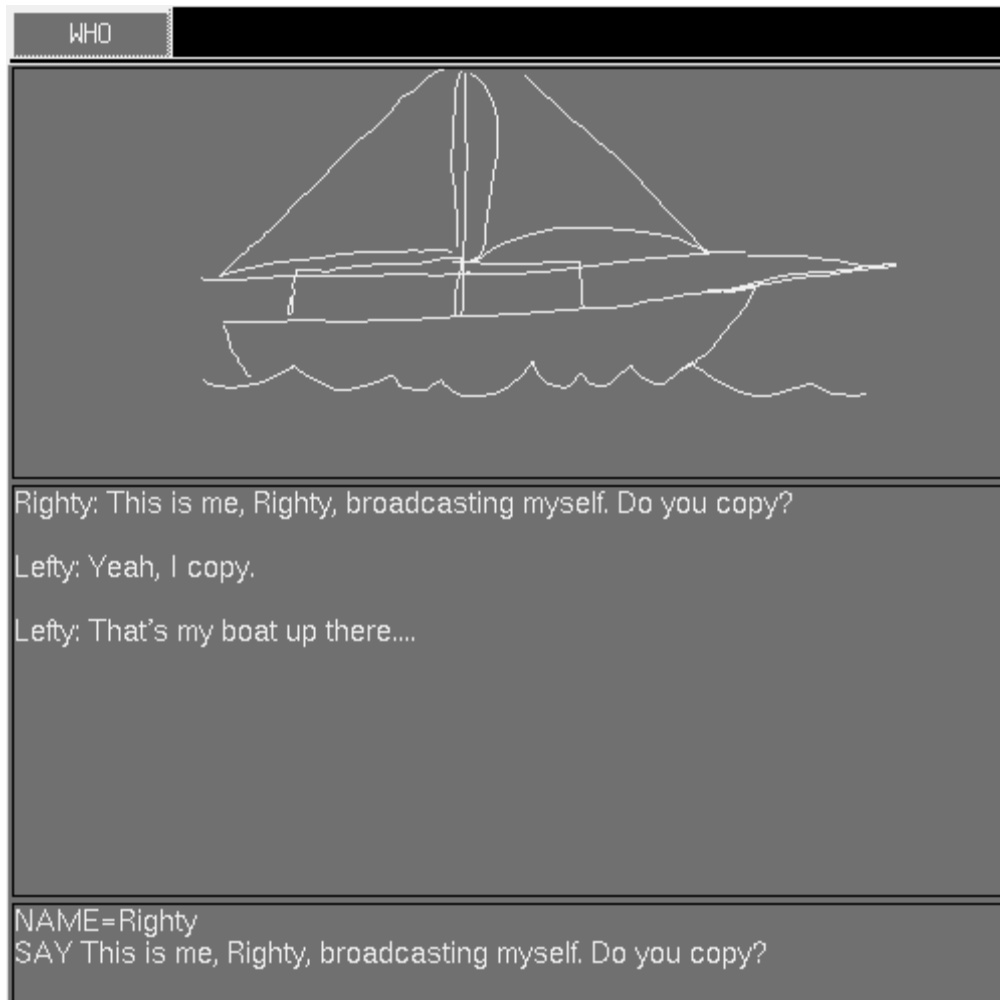 WHO
Righty: This is me, Righty, broadcasting myself. Do you copy?
Lefty: Yeah, I copy.
Lefty: That's my boat up there....
NAME=Righty
SAY This is me, Righty, broadcasting myself. Do you copy?